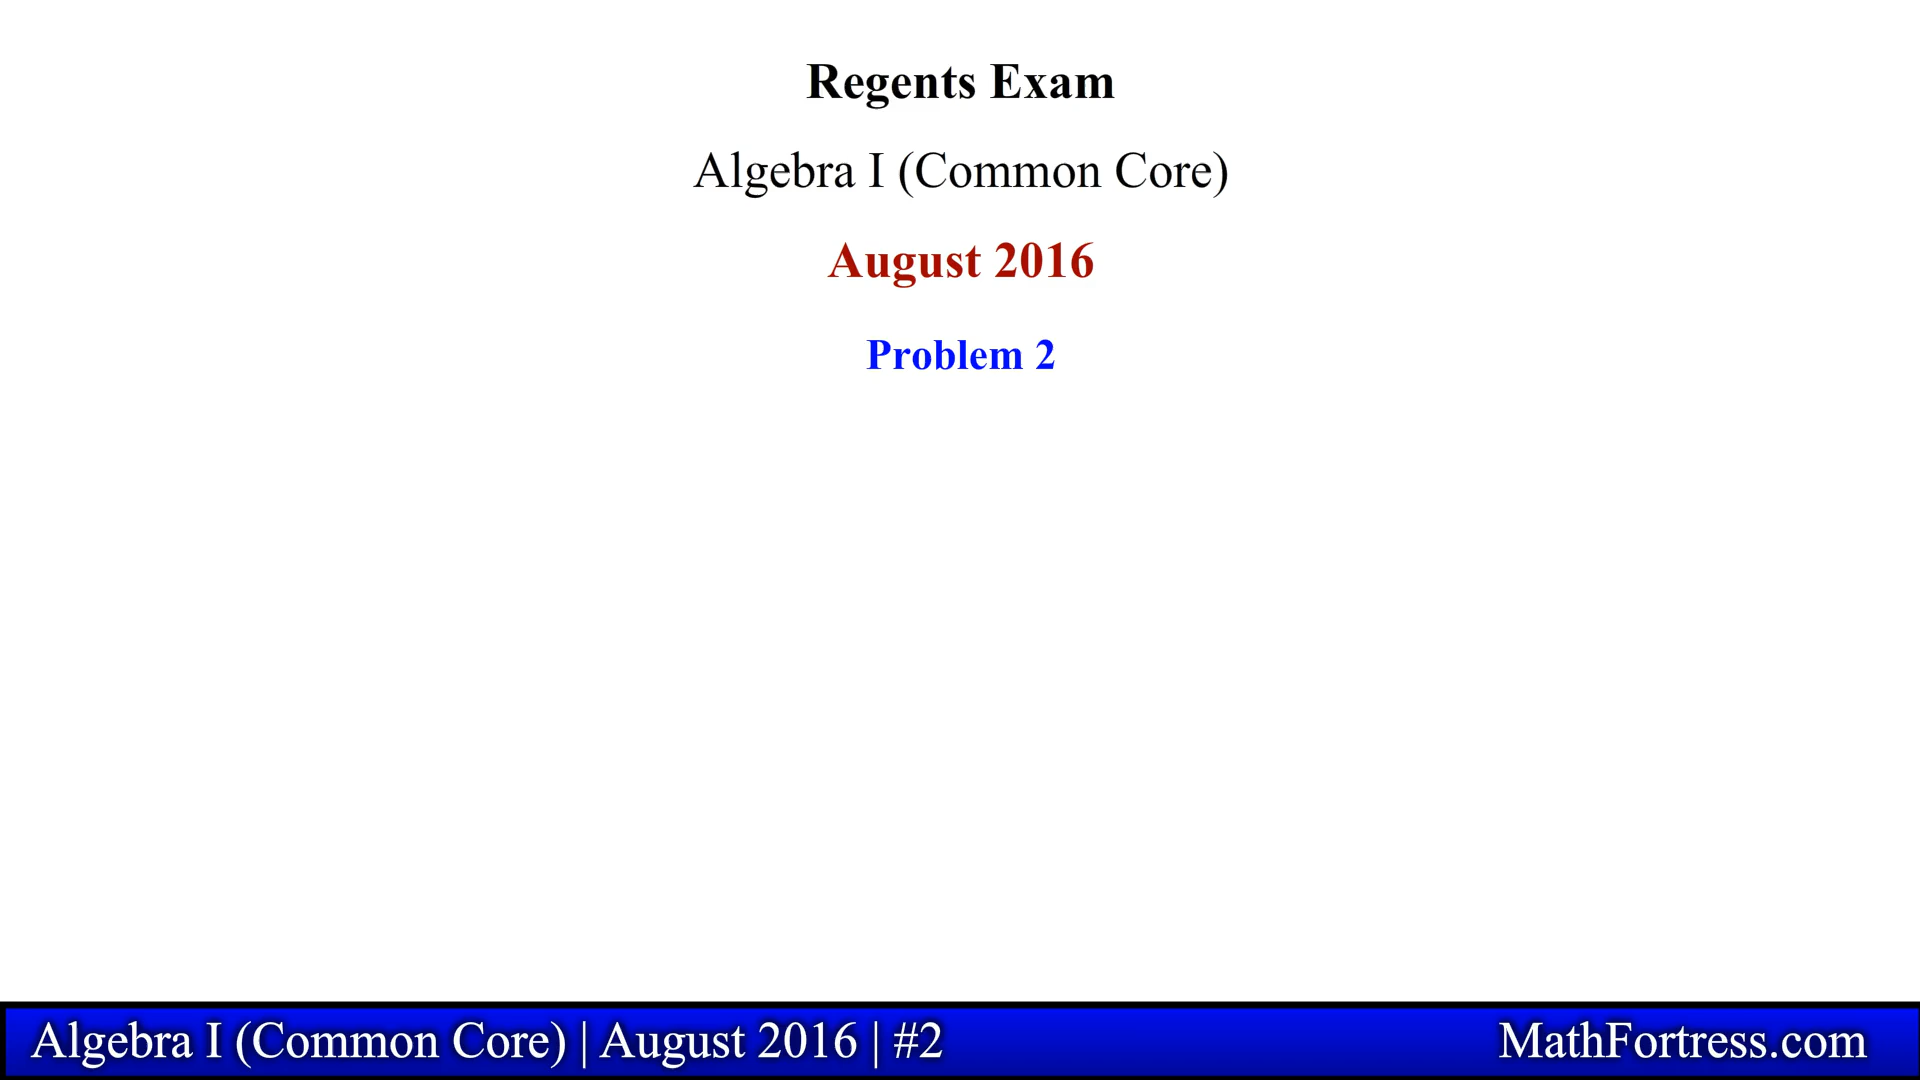 Regents Exam
Algebra I (Common Core)
August 2016
Problem 2
Algebra I (Common Core) | August 2016 | #2
MathFortress.com